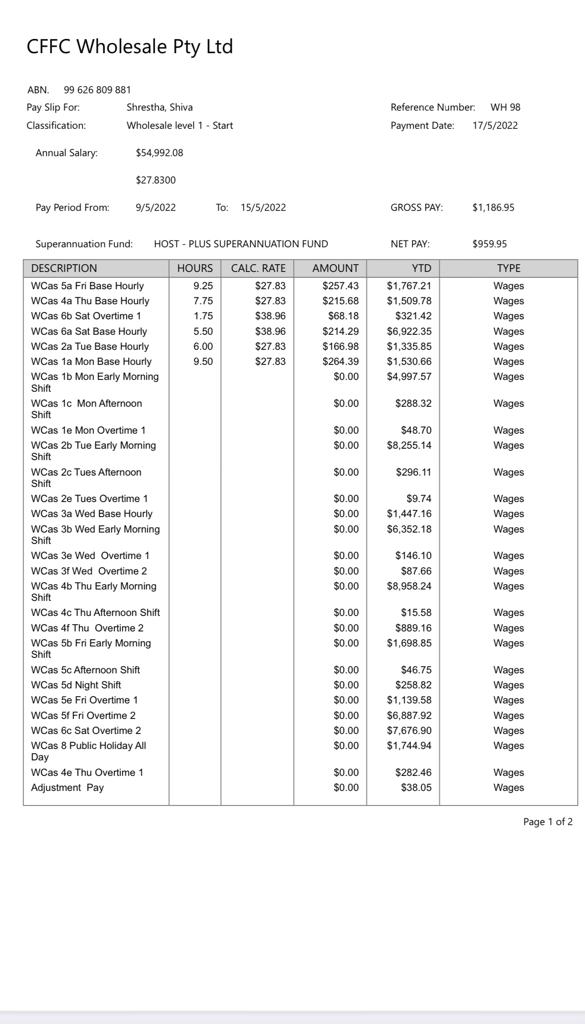 CFFC Wholesale Pty Ltd
ABN. 99 626 809 881
Pay Slip For: Shrestha, Shiva Reference Number: WH 98
Classification: Wholesale level 1 - Start Payment Date: 17/5/2022
Annual Salary: $54,992.08
$27.8300
Pay Period From: 9/5/2022 To: 15/5/2022 GROSS PAY: $1,186.95
Superannuation Fund: HOST - PLUS SUPERANNUATION FUND NET PAY: $959.95
DESCRIPTION HOURS CALC. RATE AMOUNT YTD TYPE
WCas 5a Fri Base Hourly 9.25 $27.83 $257.43 $1,767.21 Wages
WCas 4a Thu Base Hourly 7.75 $27.83 $215.68 $1,509.78 Wages
WCas 6b Sat Overtime 1 1.75 $38.96 $68.18 $321.42 Wages
WCas 6a Sat Base Hourly 5.50 $38.96 $214.29 $6,922.35 Wages
WCas 2a Tue Base Hourly 6.00 $27.83 $166.98 $1,335.85 Wages
WCas 1a Mon Base Hourly 9.50 $27.83 $264.39 $1,530.66 Wages
WCas 1b Mon Early Morning $0.00 $4,997.57 Wages
Shift
WCas 1c Mon Afternoon $0.00 $288.32 Wages
Shift
WCas 1e Mon Overtime 1 $0.00 $48.70 Wages
WCas 2b Tue Early Morning $0.00 $8,255.14 Wages
Shift
WCas 2c Tues Afternoon $0.00 $296.11 Wages
Shift
WCas 2e Tues Overtime 1 $0.00 $9.74 Wages
WCas 3a Wed Base Hourly $0.00 $1,447.16 Wages
WCas 3b Wed Early Morning $0.00 $6,352.18 Wages
Shift
WCas 3e Wed Overtime 1 $0.00 $146.10 Wages
WCas 3f Wed Overtime 2 $0.00 $87.66 Wages
WCas 4b Thu Early Morning $0.00 $8,958.24 Wages
Shift
WCas 4c Thu Afternoon Shift $0.00 $15.58 Wages
WCas 4f Thu Overtime 2 $0.00 $889.16 Wages
WCas 5b Fri Early Morning $0.00 $1,698.85 Wages
Shift
WCas 5c Afternoon Shift $0.00 $46.75 Wages
WCas 5d Night Shift $0.00 $258.82 Wages
WCas 5e Fri Overtime 1 $0.00 $1,139.58 Wages
WCas 5f Fri Overtime 2 $0.00 $6,887.92 Wages
WCas 6c Sat Overtime 2 $0.00 $7,676.90 Wages
WCas 8 Public Holiday All $0.00 $1,744.94 Wages
Day
WCas 4e Thu Overtime 1 $0.00 $282.46 Wages
Adjustment Pay $0.00 $38.05 Wages
Page 1 of 2